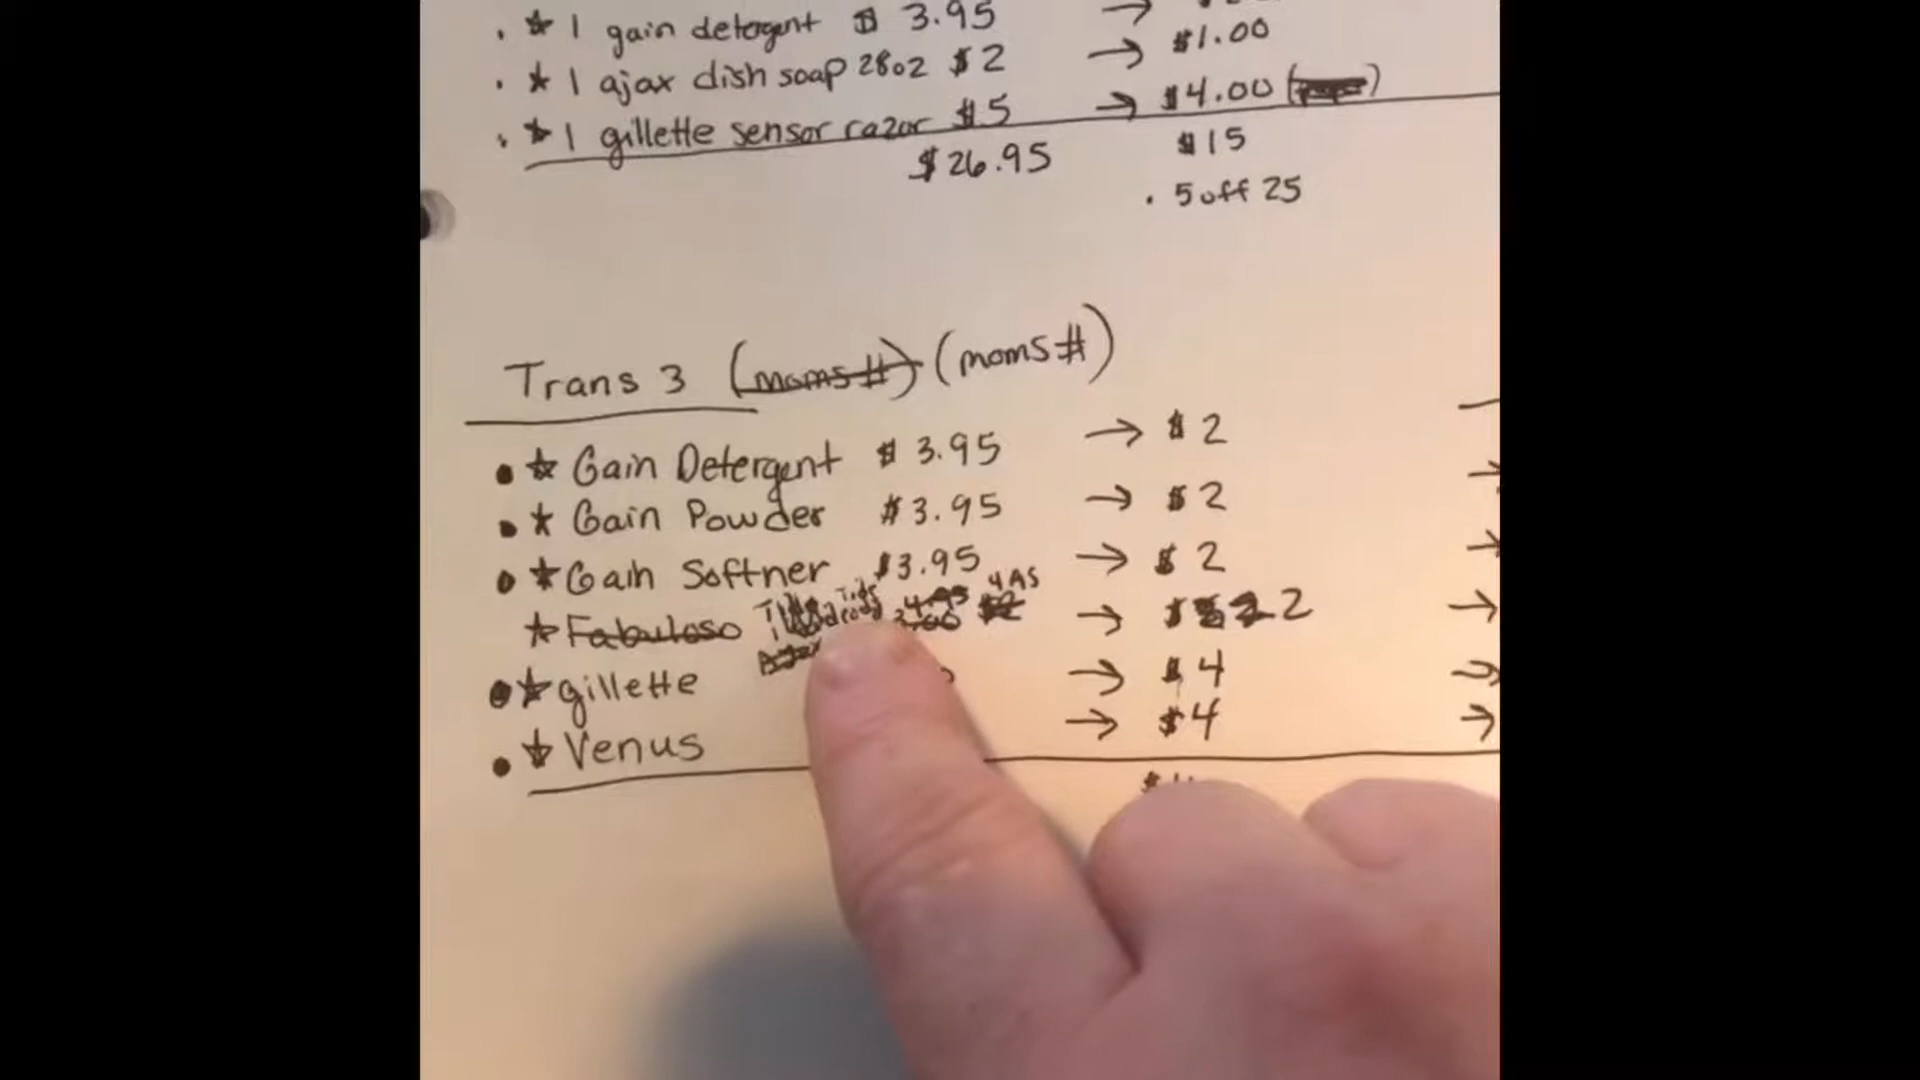 · ★ 1 gain detergent $ 3.95 →
· ★ 1 ajax dish soap 28oz $2 → $1.00
· ★ 1 gillette sensor razor $5 → $4.00
$26.95 $15
· 5 off 25
Trans 3 (moms#) (moms#)
• ★ Gain Detergent $ 3.95 → $2
• ★ Gain Powder $3.95 → $2
• ★ Gain Softner $3.95 → $2
★ Fabuloso 4.95 → 2
• ★ gillette → $4
• ★ Venus → $4